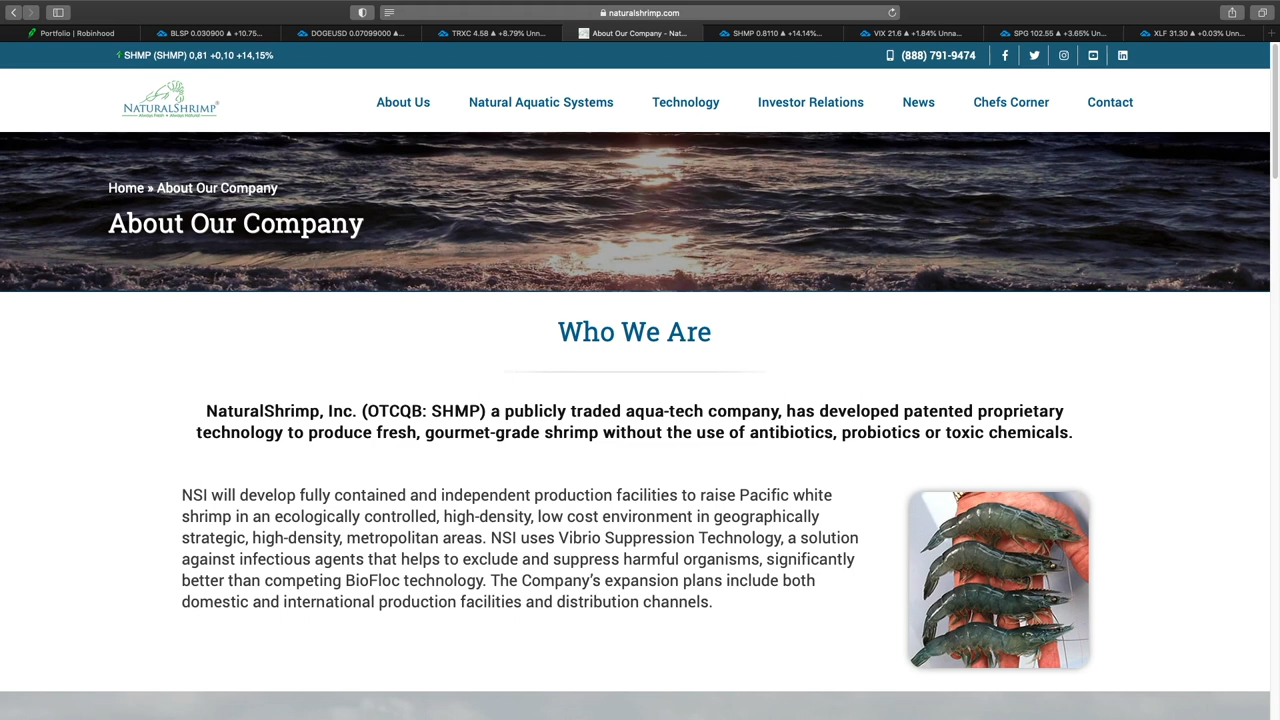 naturalshrimp.com
Portfolio | Robinhood
BLSP 0.030900 ▲ +10.75...
DOGEUSD 0.07099000 ▲...
TRXC 4.58 ▲ +8.79% Unn...
About Our Company - Nat...
SHMP 0.8110 ▲ +14.14%...
VIX 21.6 ▲ +1.84% Unna...
SPG 102.55 ▲ +3.65% Un...
XLF 31.30 ▲ +0.03% Unn...
SHMP (SHMP) 0,81 +0,10 +14,15%
(888) 791-9474
NATURALSHRIMP®
Always Fresh • Always Natural
About Us
Natural Aquatic Systems
Technology
Investor Relations
News
Chefs Corner
Contact
Home » About Our Company
About Our Company
Who We Are
NaturalShrimp, Inc. (OTCQB: SHMP) a publicly traded aqua-tech company, has developed patented proprietary
technology to produce fresh, gourmet-grade shrimp without the use of antibiotics, probiotics or toxic chemicals.
NSI will develop fully contained and independent production facilities to raise Pacific white
shrimp in an ecologically controlled, high-density, low cost environment in geographically
strategic, high-density, metropolitan areas. NSI uses Vibrio Suppression Technology, a solution
against infectious agents that helps to exclude and suppress harmful organisms, significantly
better than competing BioFloc technology. The Company’s expansion plans include both
domestic and international production facilities and distribution channels.